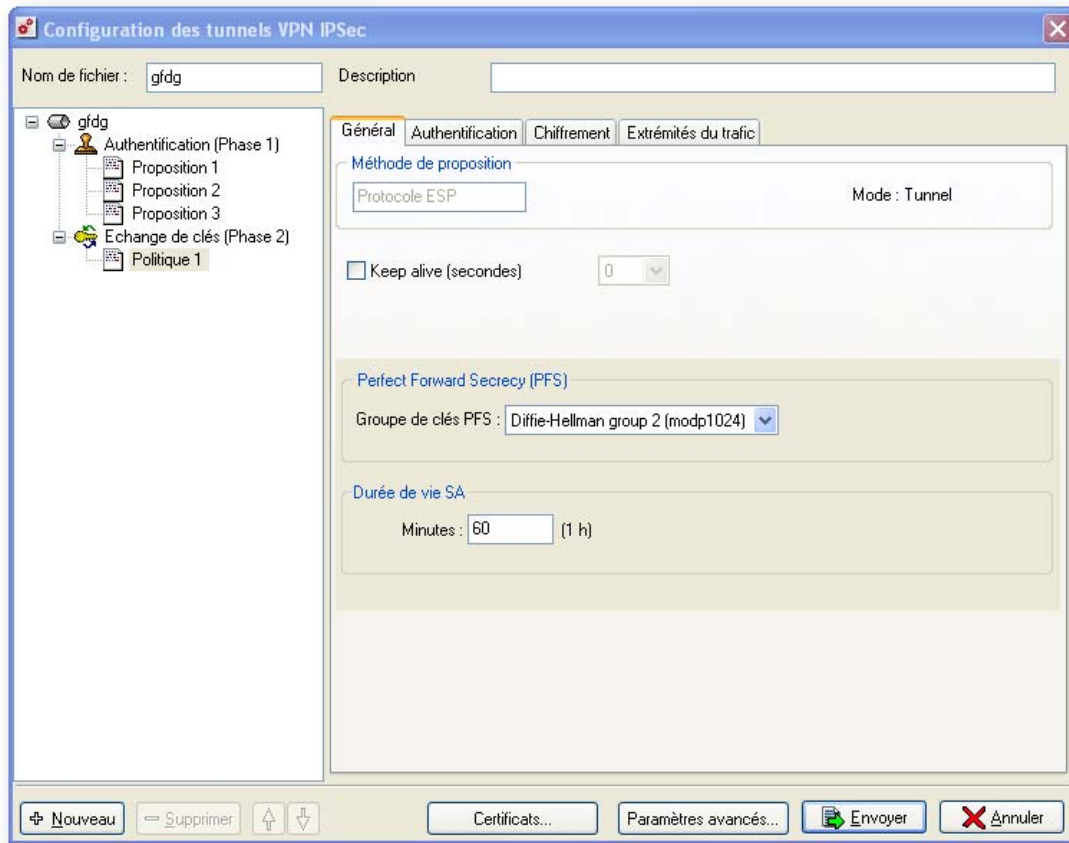 Configuration des tunnels VPN IPSec
Nom de fichier : gfdg Description
gfdg
Authentification (Phase 1)
Proposition 1
Proposition 2
Proposition 3
Echange de clés (Phase 2)
Politique 1
Général Authentification Chiffrement Extrémités du trafic
Méthode de proposition
Protocole ESP Mode : Tunnel
Keep alive (secondes) 0
Perfect Forward Secrecy (PFS)
Groupe de clés PFS : Diffie-Hellman group 2 (modp1024)
Durée de vie SA
Minutes : 60 (1 h)
Nouveau Supprimer Certificats... Paramètres avancés... Envoyer Annuler